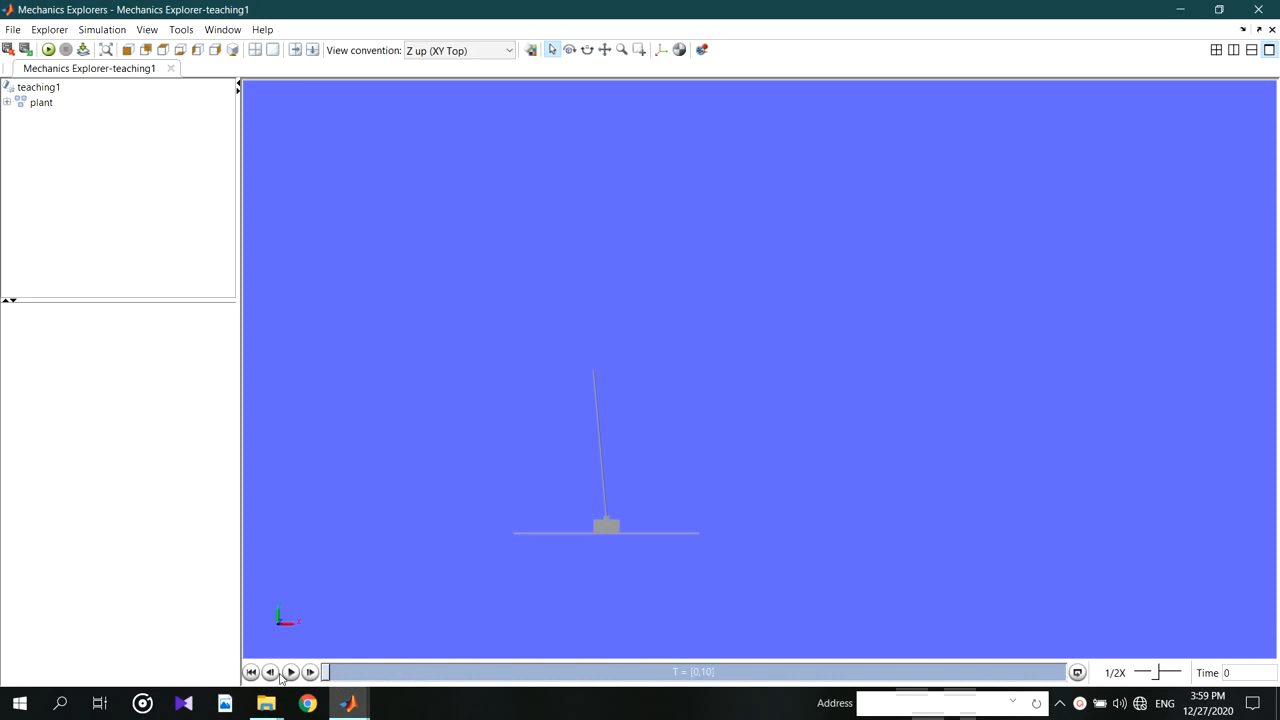 Mechanics Explorers - Mechanics Explorer-teaching1
File Explorer Simulation View Tools Window Help
View convention: Z up (XY Top)
Mechanics Explorer-teaching1
teaching1
plant
x
T = [0,10]
1/2X
Time 0
Address
ENG
3:59 PM
12/27/2020